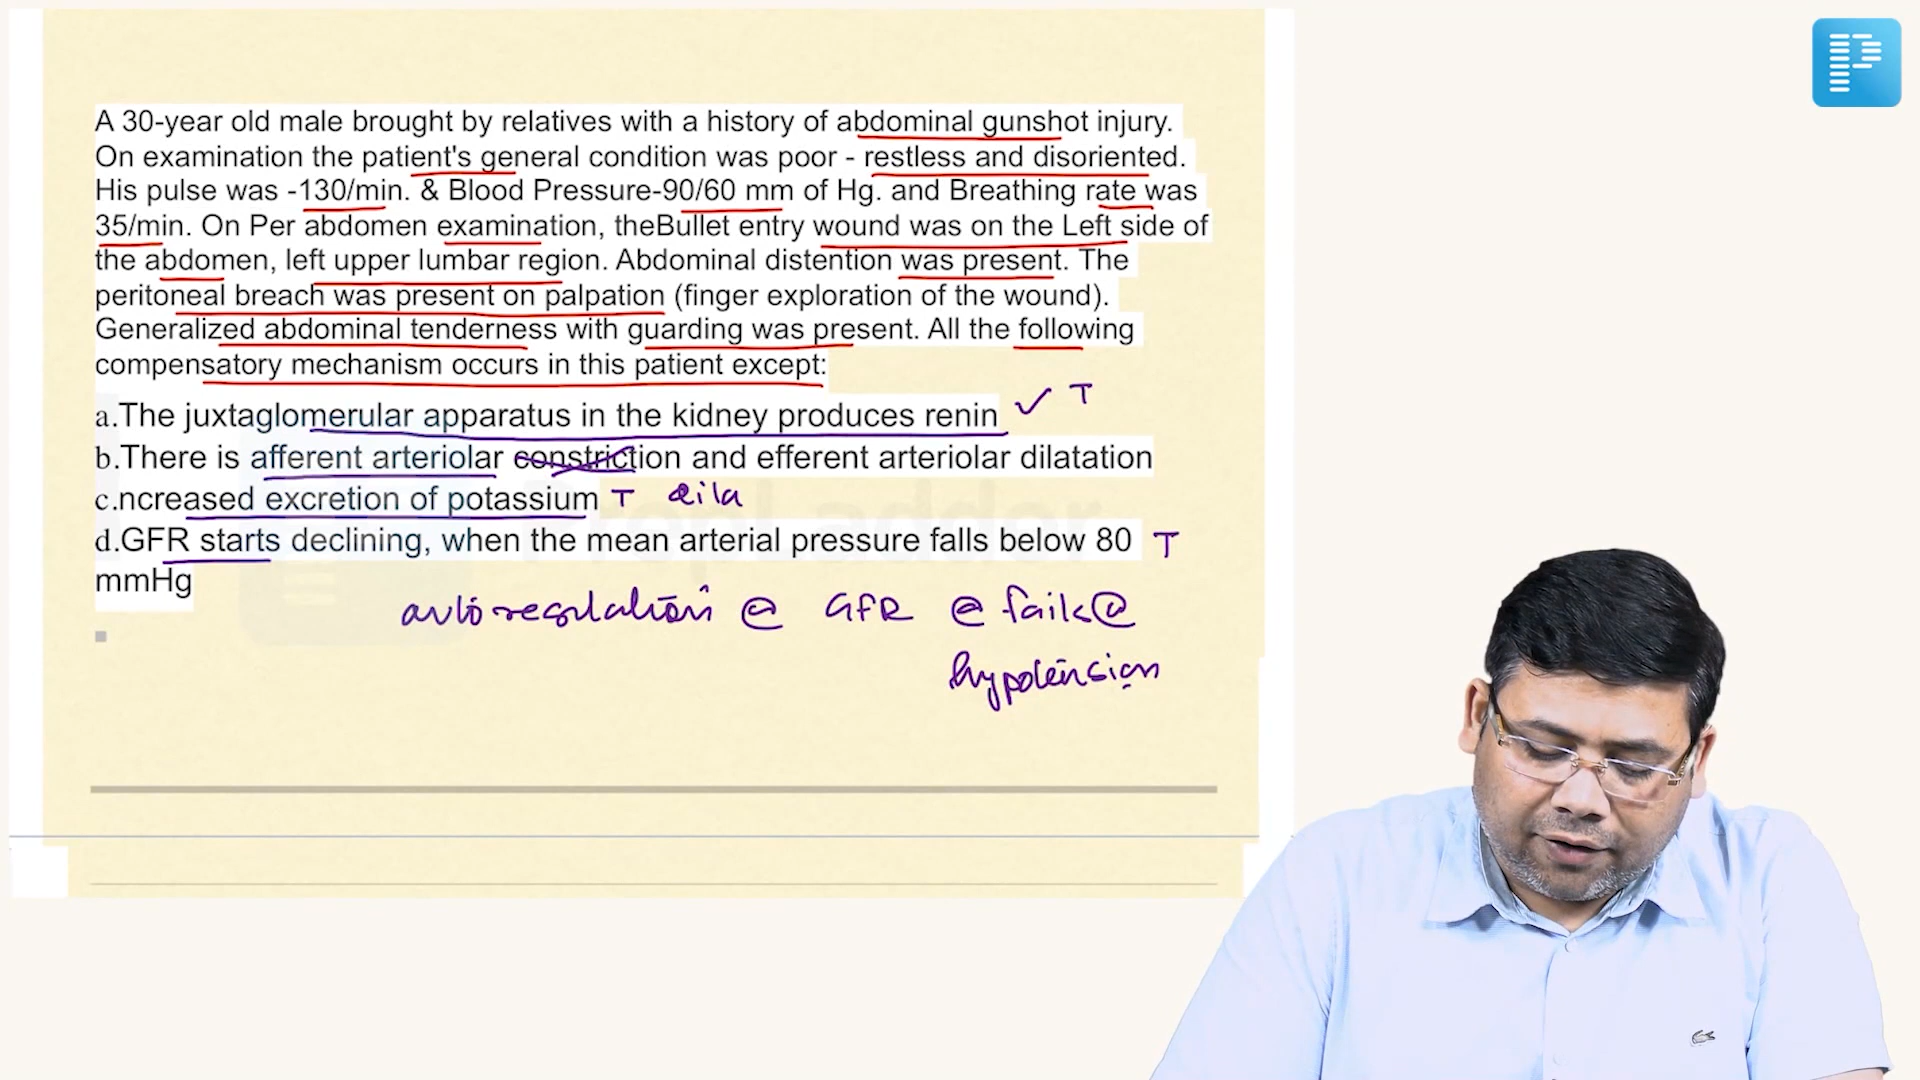 A 30-year old male brought by relatives with a history of abdominal gunshot injury.
On examination the patient's general condition was poor - restless and disoriented.
His pulse was -130/min. & Blood Pressure-90/60 mm of Hg. and Breathing rate was
35/min. On Per abdomen examination, theBullet entry wound was on the Left side of
the abdomen, left upper lumbar region. Abdominal distention was present. The
peritoneal breach was present on palpation (finger exploration of the wound).
Generalized abdominal tenderness with guarding was present. All the following
compensatory mechanism occurs in this patient except:
a.The juxtaglomerular apparatus in the kidney produces renin ✓ T
b.There is afferent arteriolar constriction and efferent arteriolar dilatation
c.ncreased excretion of potassium T dila
d.GFR starts declining, when the mean arterial pressure falls below 80 T
mmHg
autoregulation @ GFR @ fails@
hypotension
PrepLadder